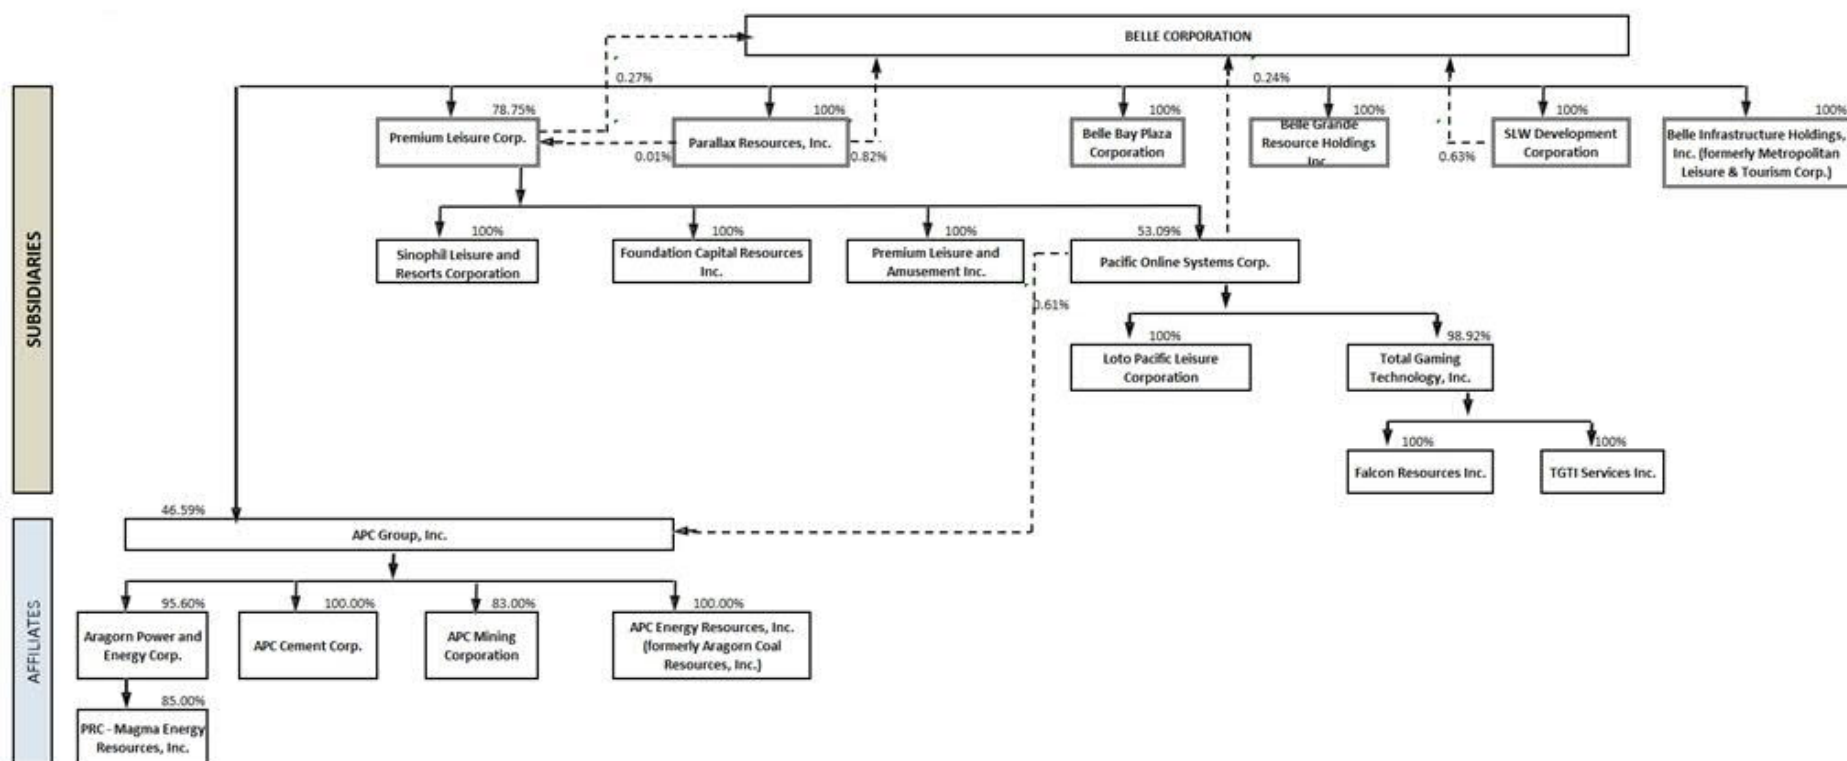 BELLE CORPORATION
0.27%
0.24%
78.75%
100%
100%
100%
100%
100%
Premium Leisure Corp.
Parallax Resources, Inc.
Belle Bay Plaza
Corporation
Belle Grande
Resource Holdings
Inc
SLW Development
Corporation
Belle Infrastructure Holdings,
Inc. (formerly Metropolitan
Leisure & Tourism Corp.)
0.01%
0.82%
0.63%
SUBSIDIARIES
100%
100%
100%
53.09%
Sinophil Leisure and
Resorts Corporation
Foundation Capital Resources
Inc.
Premium Leisure and
Amusement Inc.
Pacific Online Systems Corp.
0.61%
100%
98.92%
Loto Pacific Leisure
Corporation
Total Gaming
Technology, Inc.
100%
100%
Falcon Resources Inc.
TGTI Services Inc.
46.59%
APC Group, Inc.
AFFILIATES
95.60%
100.00%
83.00%
100.00%
Aragorn Power and
Energy Corp.
APC Cement Corp.
APC Mining
Corporation
APC Energy Resources, Inc.
(formerly Aragorn Coal
Resources, Inc.)
85.00%
PRC - Magma Energy
Resources, Inc.